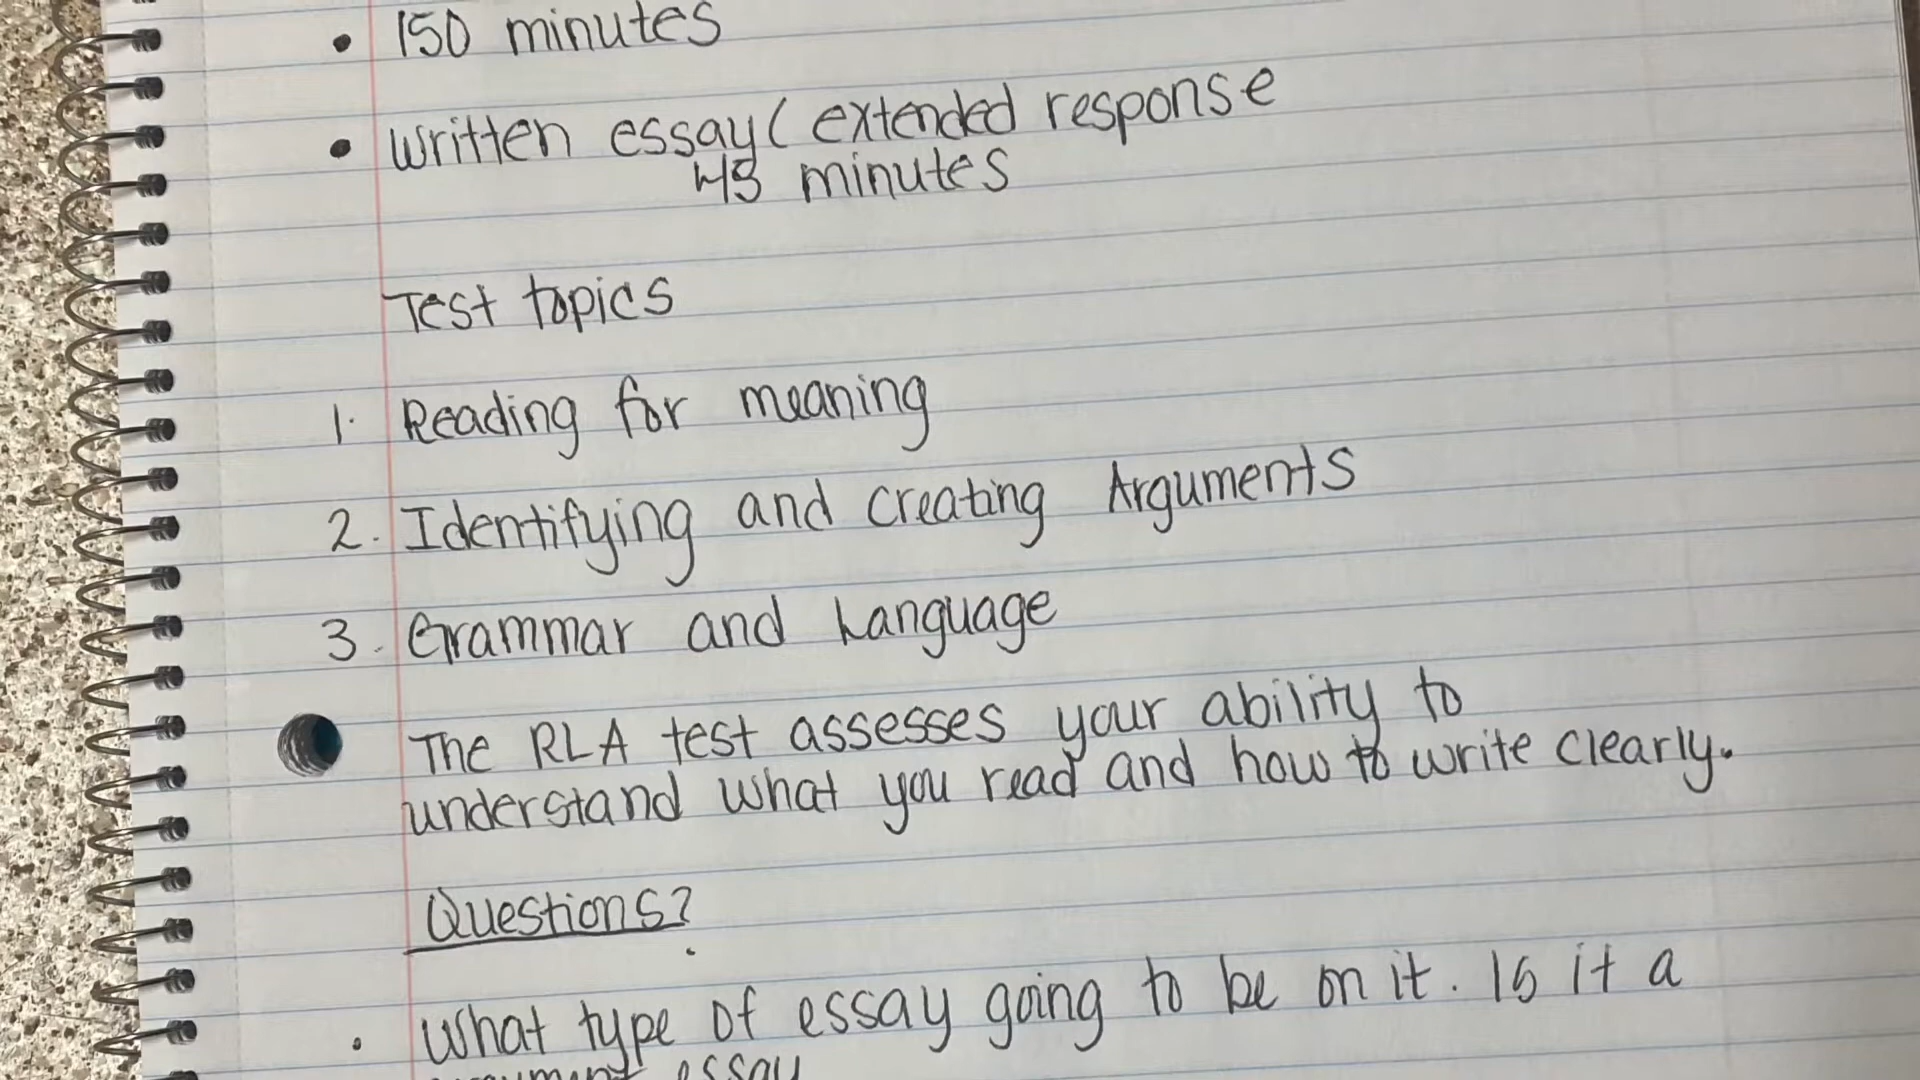 • 150 minutes
• Written essay ( extended response
45 minutes
Test topics
1. Reading for meaning
2. Identifying and creating Arguments
3. Grammar and Language
The RLA test assesses your ability to
understand what you read and how to write clearly.
Questions?
• What type of essay going to be on it. Is it a
essay